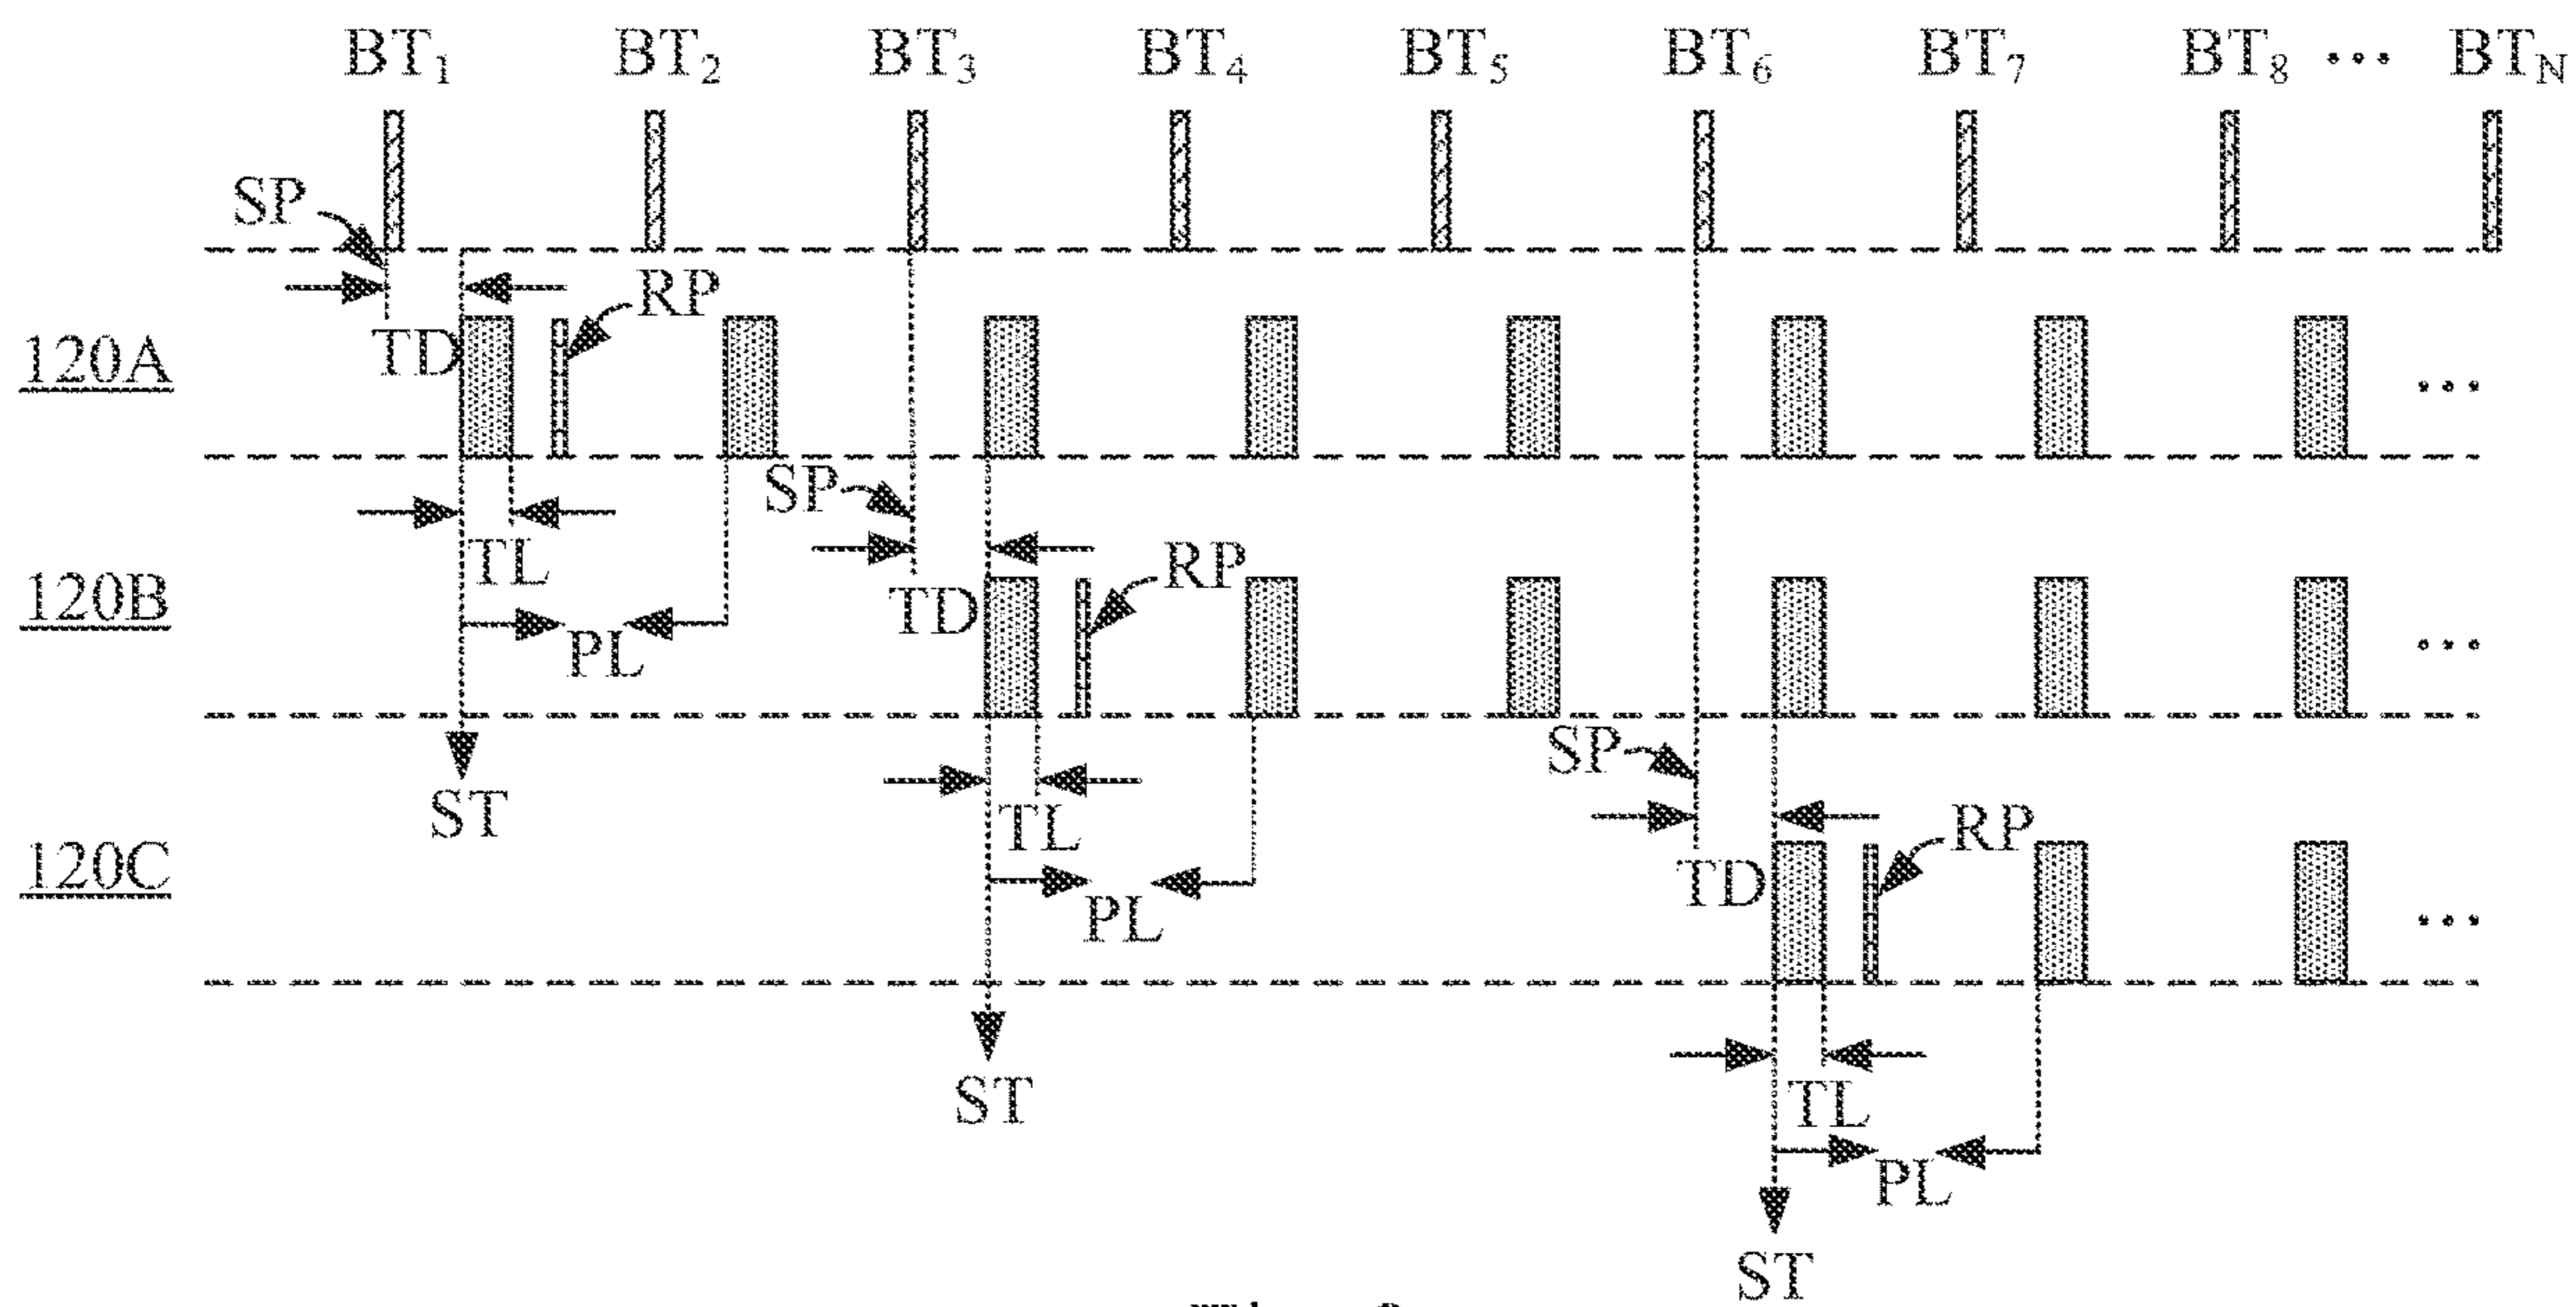 BT₁ BT₂ BT₃ BT₄ BT₅ BT₆ BT₇ BT₈ ... BT_N
SP
RP
120A TD ...
SP
TL RP
120B TD ...
PL
SP
ST TL RP
120C TD ...
PL
ST TL
PL
ST